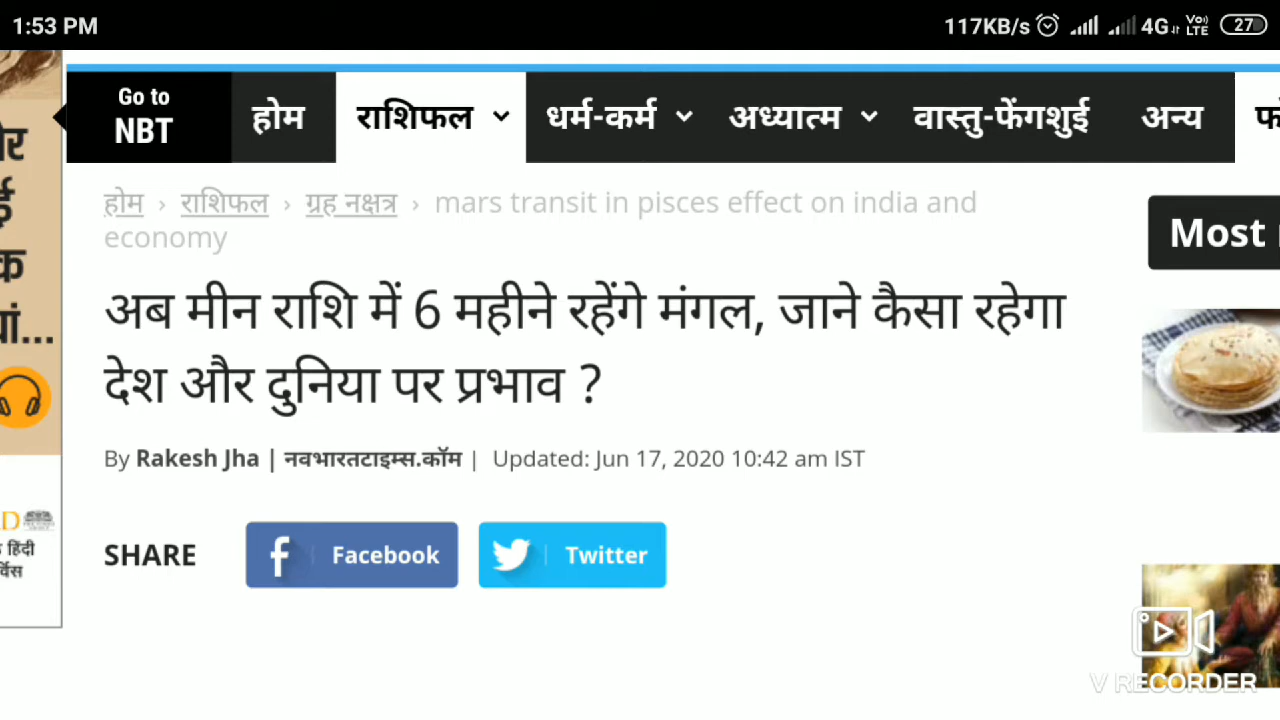 1:53 PM
117KB/s 4G Vo) LTE 27
Go to
NBT
होम
राशिफल
धर्म-कर्म
अध्यात्म
वास्तु-फेंगशुई
अन्य
होम › राशिफल › ग्रह नक्षत्र › mars transit in pisces effect on india and
economy
Most
अब मीन राशि में 6 महीने रहेंगे मंगल, जाने कैसा रहेगा
देश और दुनिया पर प्रभाव ?
By Rakesh Jha | नवभारतटाइम्स.कॉम | Updated: Jun 17, 2020 10:42 am IST
SHARE
Facebook
Twitter
हिंदी
V RECORDER